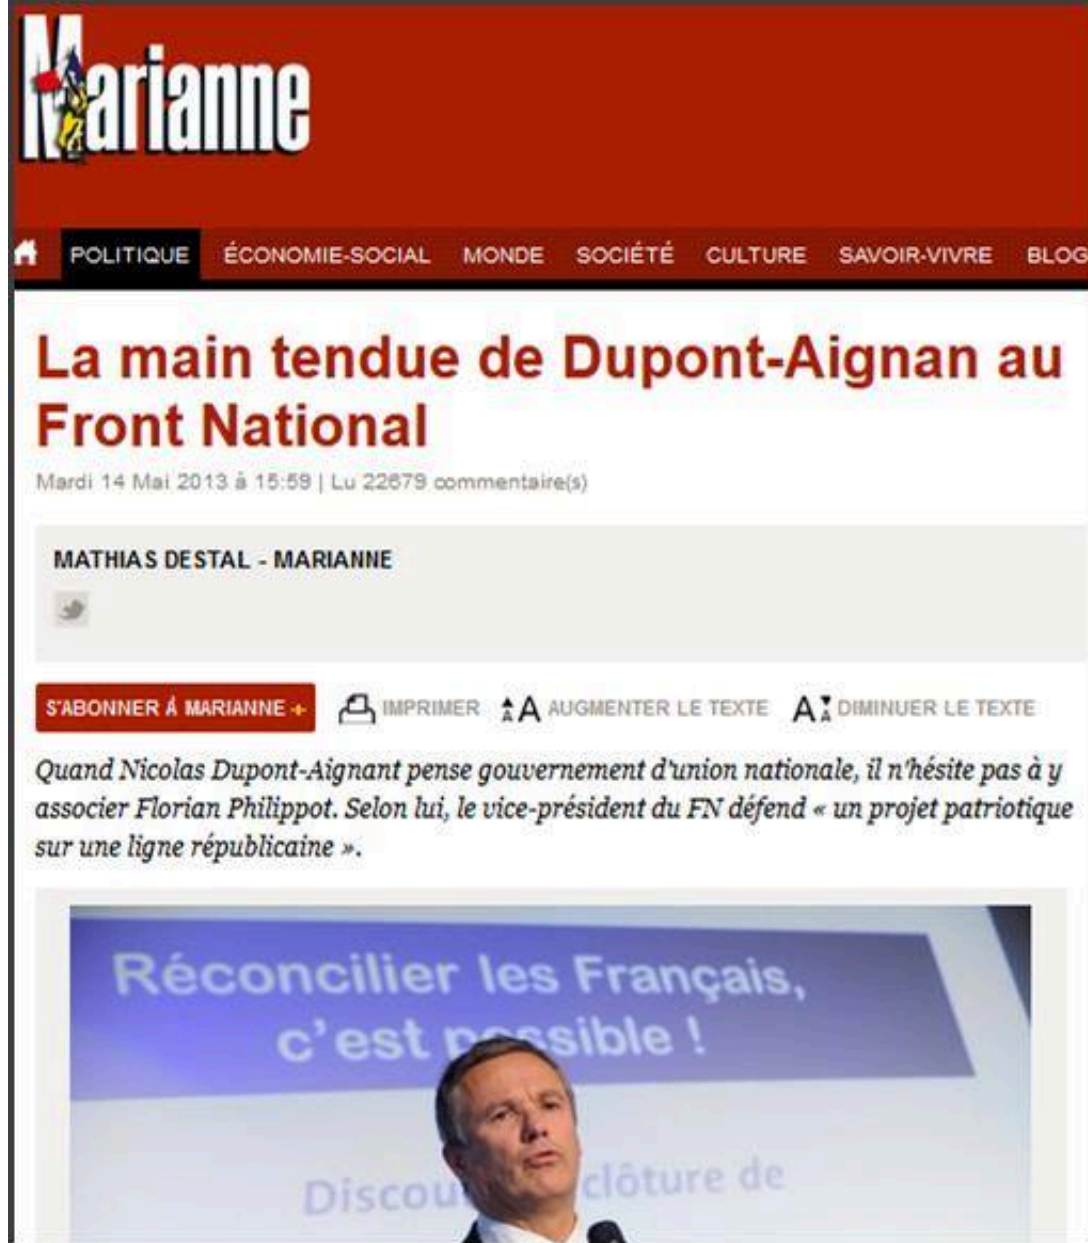 Marianne
POLITIQUE ÉCONOMIE-SOCIAL MONDE SOCIÉTÉ CULTURE SAVOIR-VIVRE BLOG
La main tendue de Dupont-Aignan au
Front National
Mardi 14 Mai 2013 à 15:59 | Lu 22679 commentaire(s)
MATHIAS DESTAL - MARIANNE
S'ABONNER Á MARIANNE + IMPRIMER AUGMENTER LE TEXTE DIMINUER LE TEXTE
Quand Nicolas Dupont-Aignant pense gouvernement d'union nationale, il n'hésite pas à y
associer Florian Philippot. Selon lui, le vice-président du FN défend « un projet patriotique
sur une ligne républicaine ».
Réconcilier les Français,
c'est possible !
Discou clôture de